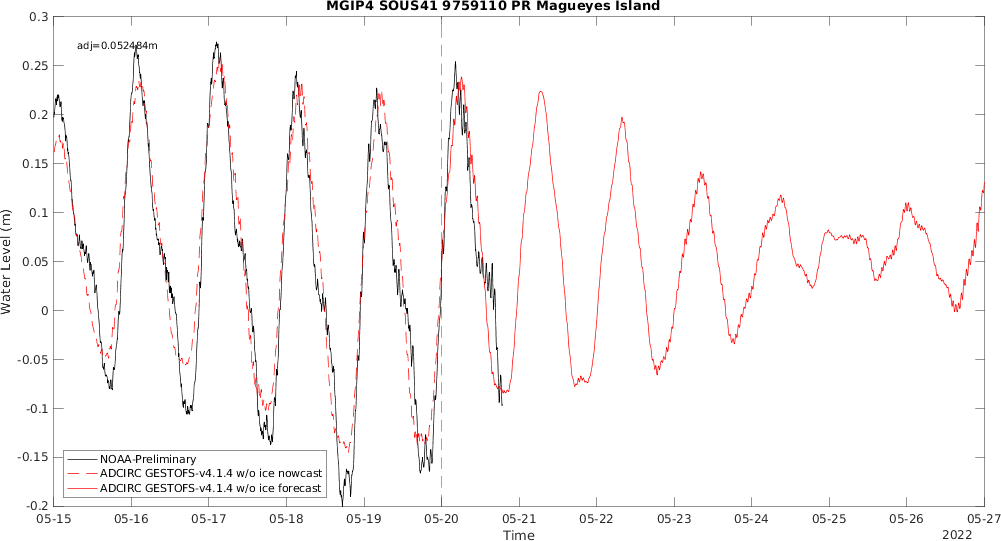 MGIP4 SOUS41 9759110 PR Magueyes Island
adj=0.052484m
0.3
0.25
0.2
0.15
0.1
0.05
0
-0.05
-0.1
-0.15
-0.2
Water Level (m)
NOAA-Preliminary
ADCIRC GESTOFS-v4.1.4 w/o ice nowcast
ADCIRC GESTOFS-v4.1.4 w/o ice forecast
05-15 05-16 05-17 05-18 05-19 05-20 05-21 05-22 05-23 05-24 05-25 05-26 05-27
Time
2022